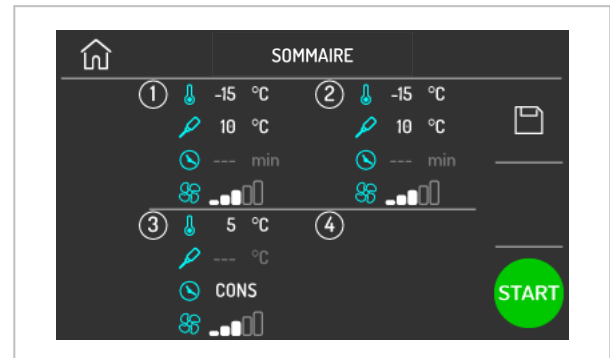 SOMMAIRE
1 -15 °C 2 -15 °C
10 °C 10 °C
--- min --- min
3 5 °C 4
--- °C
CONS
START